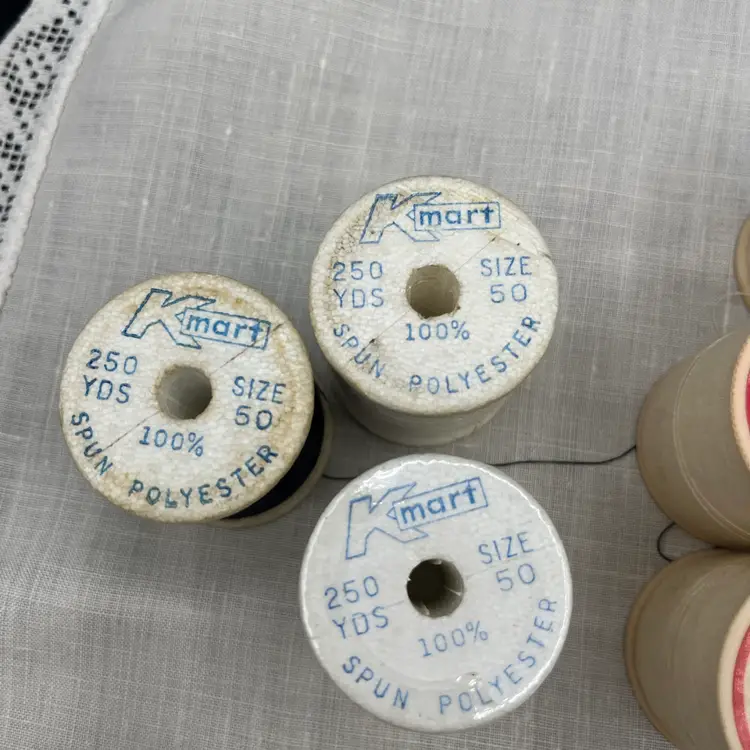 Kmart
250 YDS
SIZE 50
100%
SPUN POLYESTER
Kmart
250 YDS
SIZE 50
100%
SPUN POLYESTER
Kmart
250 YDS
SIZE 50
100%
SPUN POLYESTER